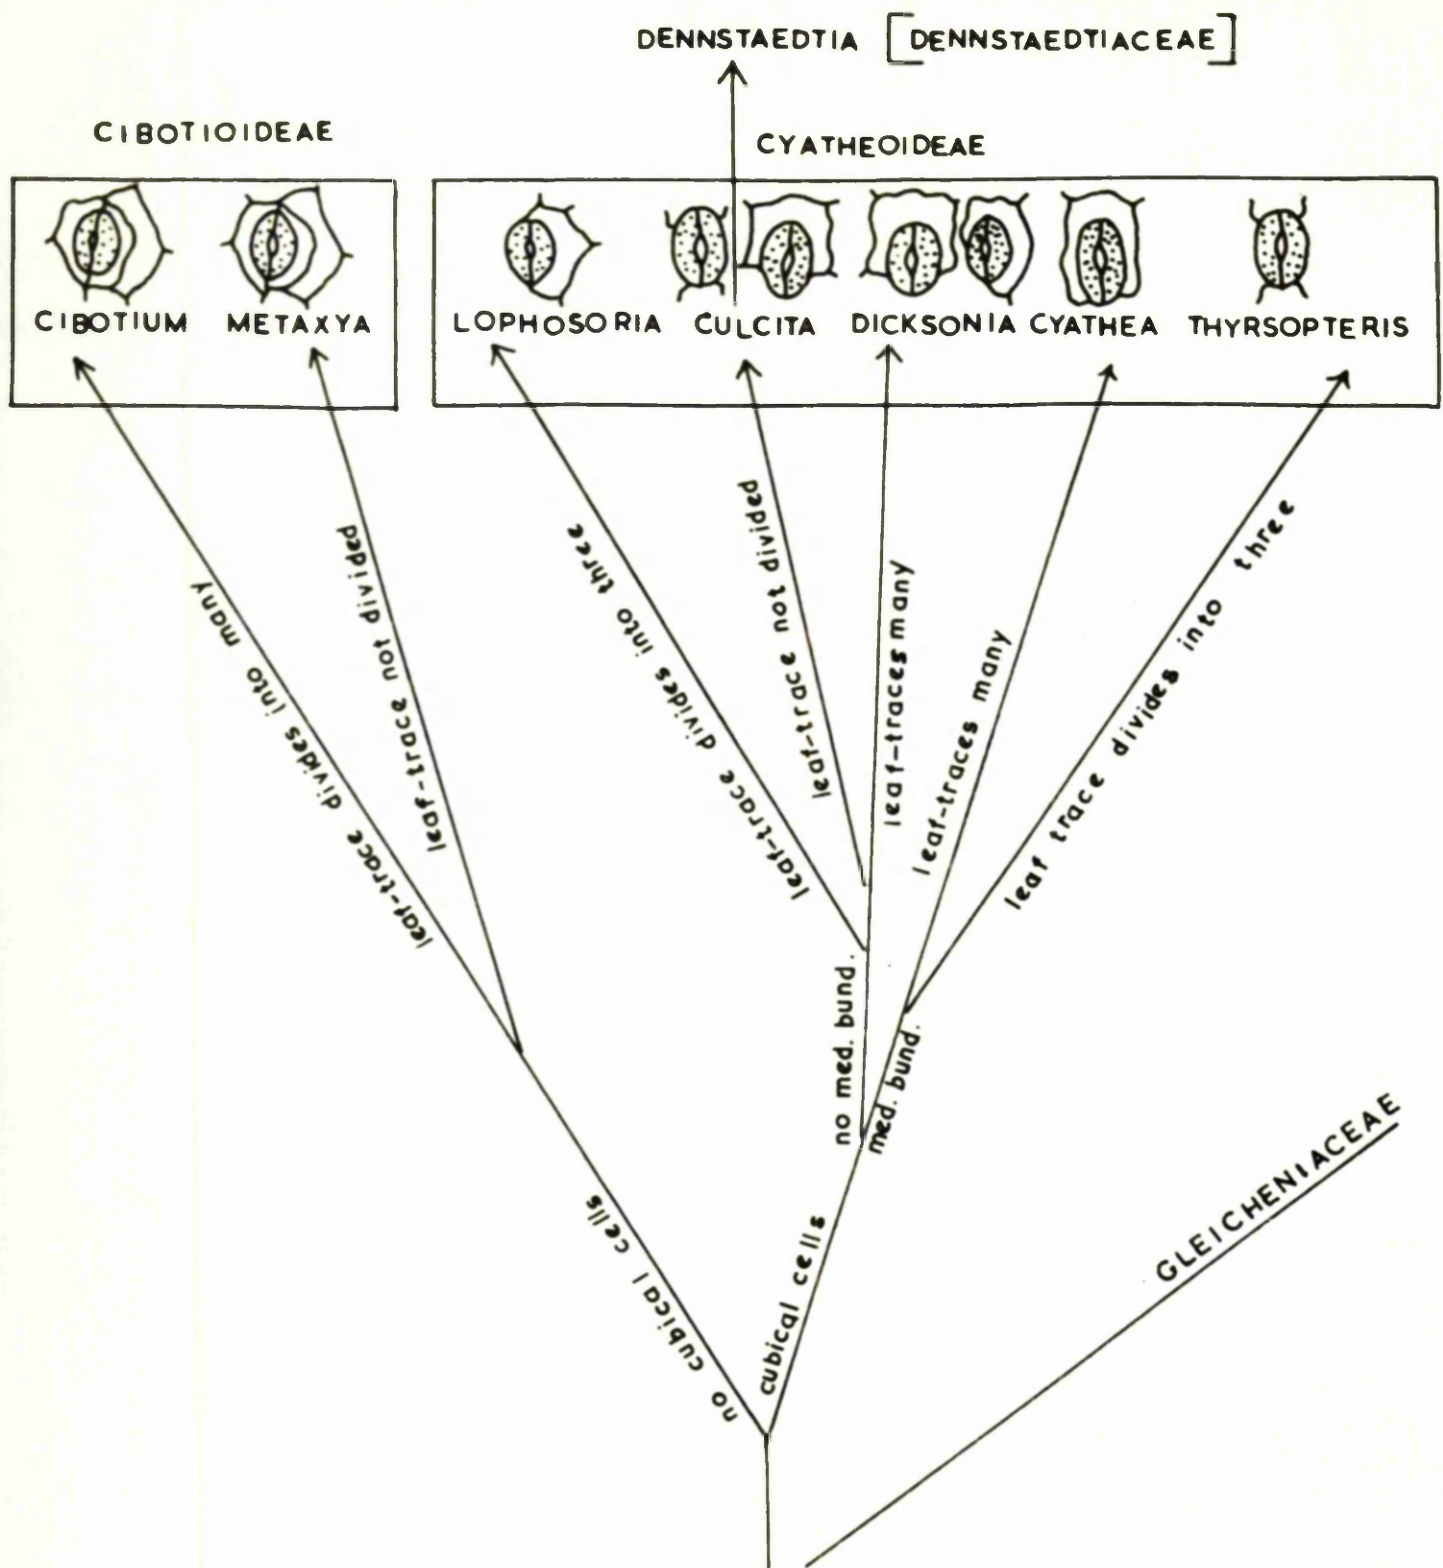 DENNSTAEDTIA [DENNSTAEDTIACEAE]
CIBOTIOIDEAE
CYATHEOIDEAE
CIBOTIUM METAXYA
LOPHOSORIA CULCITA DICKSONIA CYATHEA THYRSOPTERIS
leaf-trace divides into many
leaf-trace not divided
leaf-trace divides into three
leaf-trace not divided
leaf-traces many
leaf-traces many
leaf trace divides into three
no med. bund.
med. bund.
no cubical cells
cubical cells
GLEICHENIACEAE